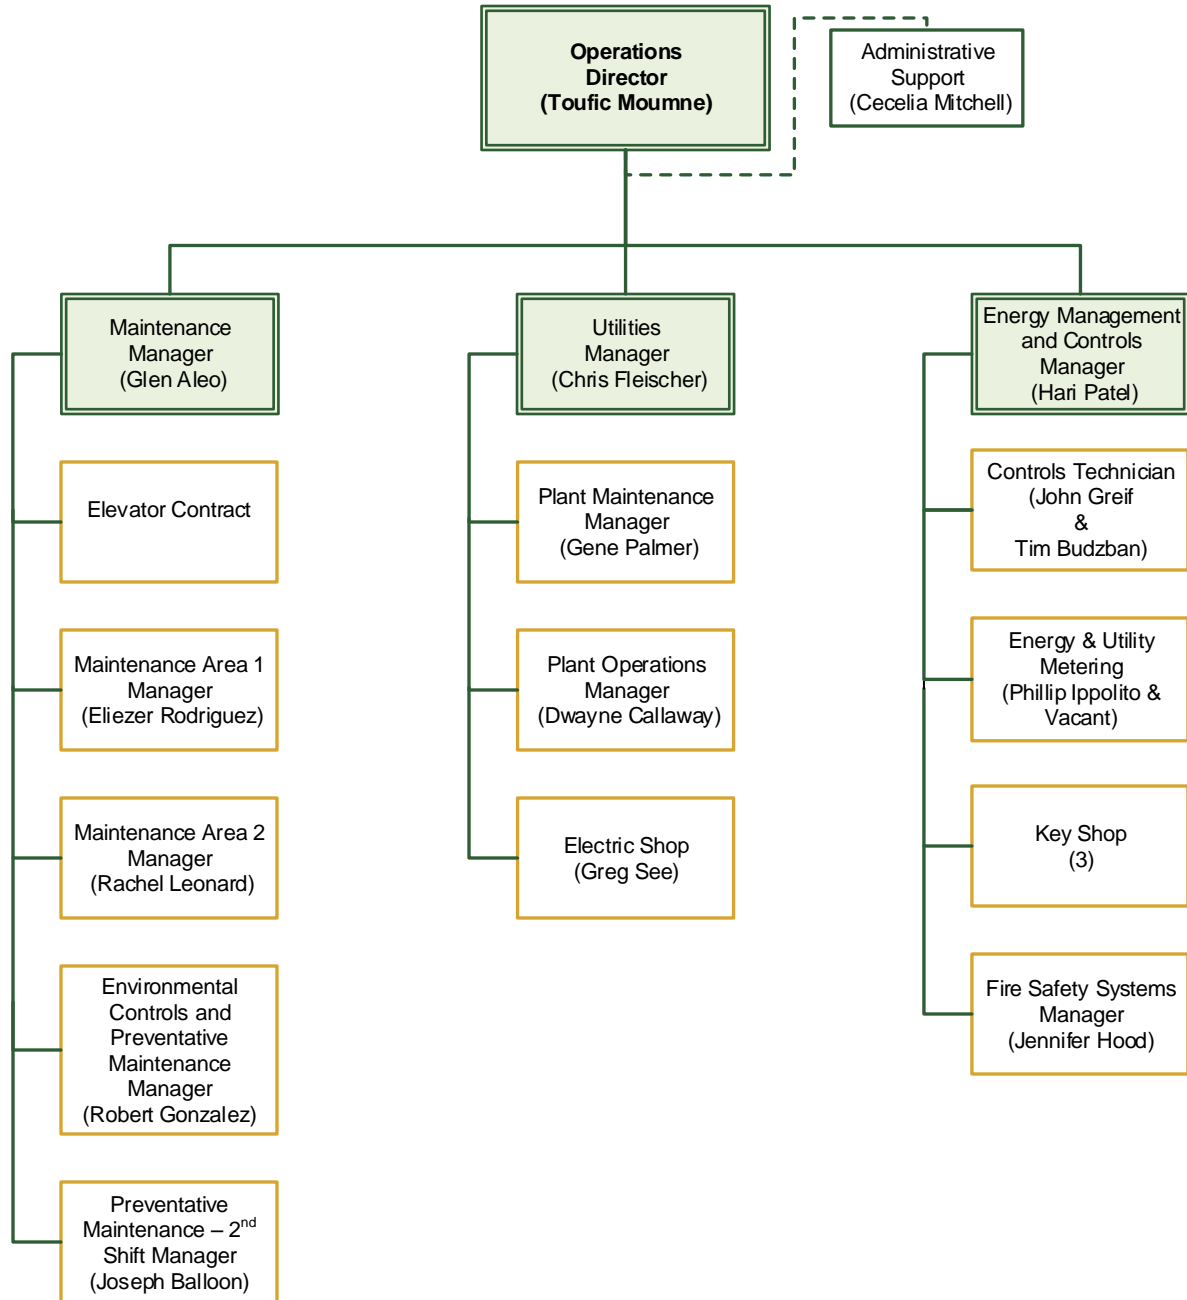 Operations
Director
(Toufic Moumne)
Administrative
Support
(Cecelia Mitchell)
Maintenance
Manager
(Glen Aleo)
Elevator Contract
Maintenance Area 1
Manager
(Eliezer Rodriguez)
Maintenance Area 2
Manager
(Rachel Leonard)
Environmental
Controls and
Preventative
Maintenance
Manager
(Robert Gonzalez)
Preventative
Maintenance – 2nd
Shift Manager
(Joseph Balloon)
Utilities
Manager
(Chris Fleischer)
Plant Maintenance
Manager
(Gene Palmer)
Plant Operations
Manager
(Dwayne Callaway)
Electric Shop
(Greg See)
Energy Management
and Controls
Manager
(Hari Patel)
Controls Technician
(John Greif
&
Tim Budzban)
Energy & Utility
Metering
(Phillip Ippolito &
Vacant)
Key Shop
(3)
Fire Safety Systems
Manager
(Jennifer Hood)